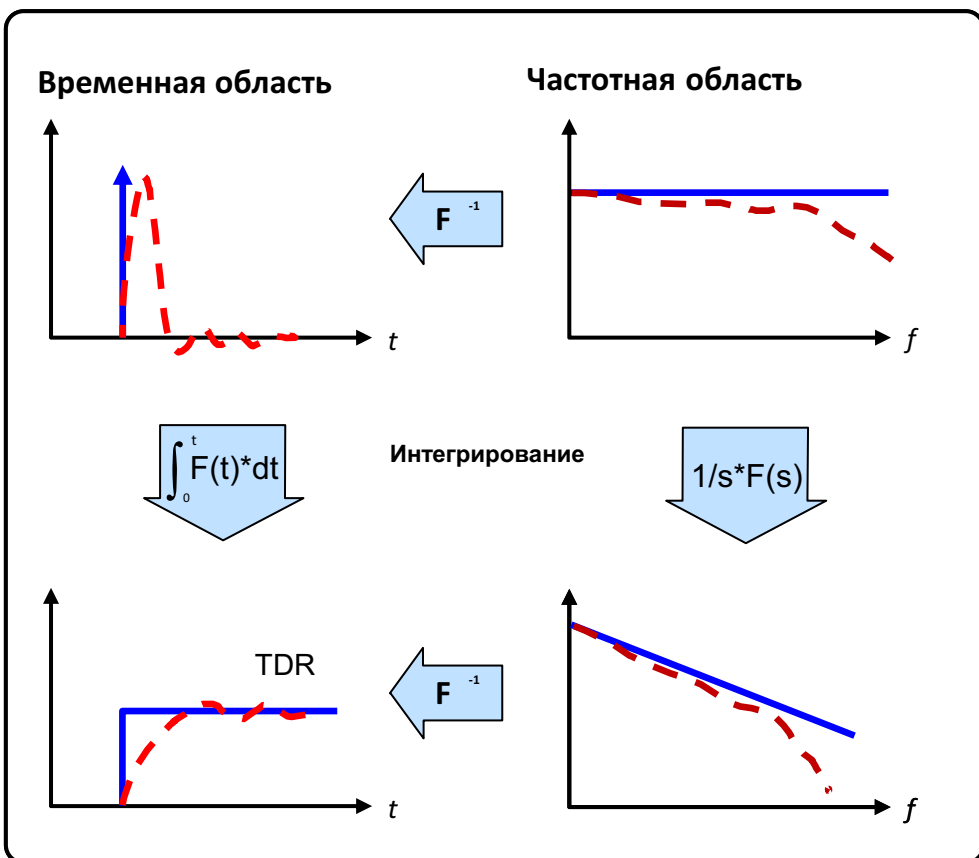 Временная область
Частотная область
F -1
t
f
∫ t 0 F(t)*dt
Интегрирование
1/s*F(s)
TDR
F -1
t
f